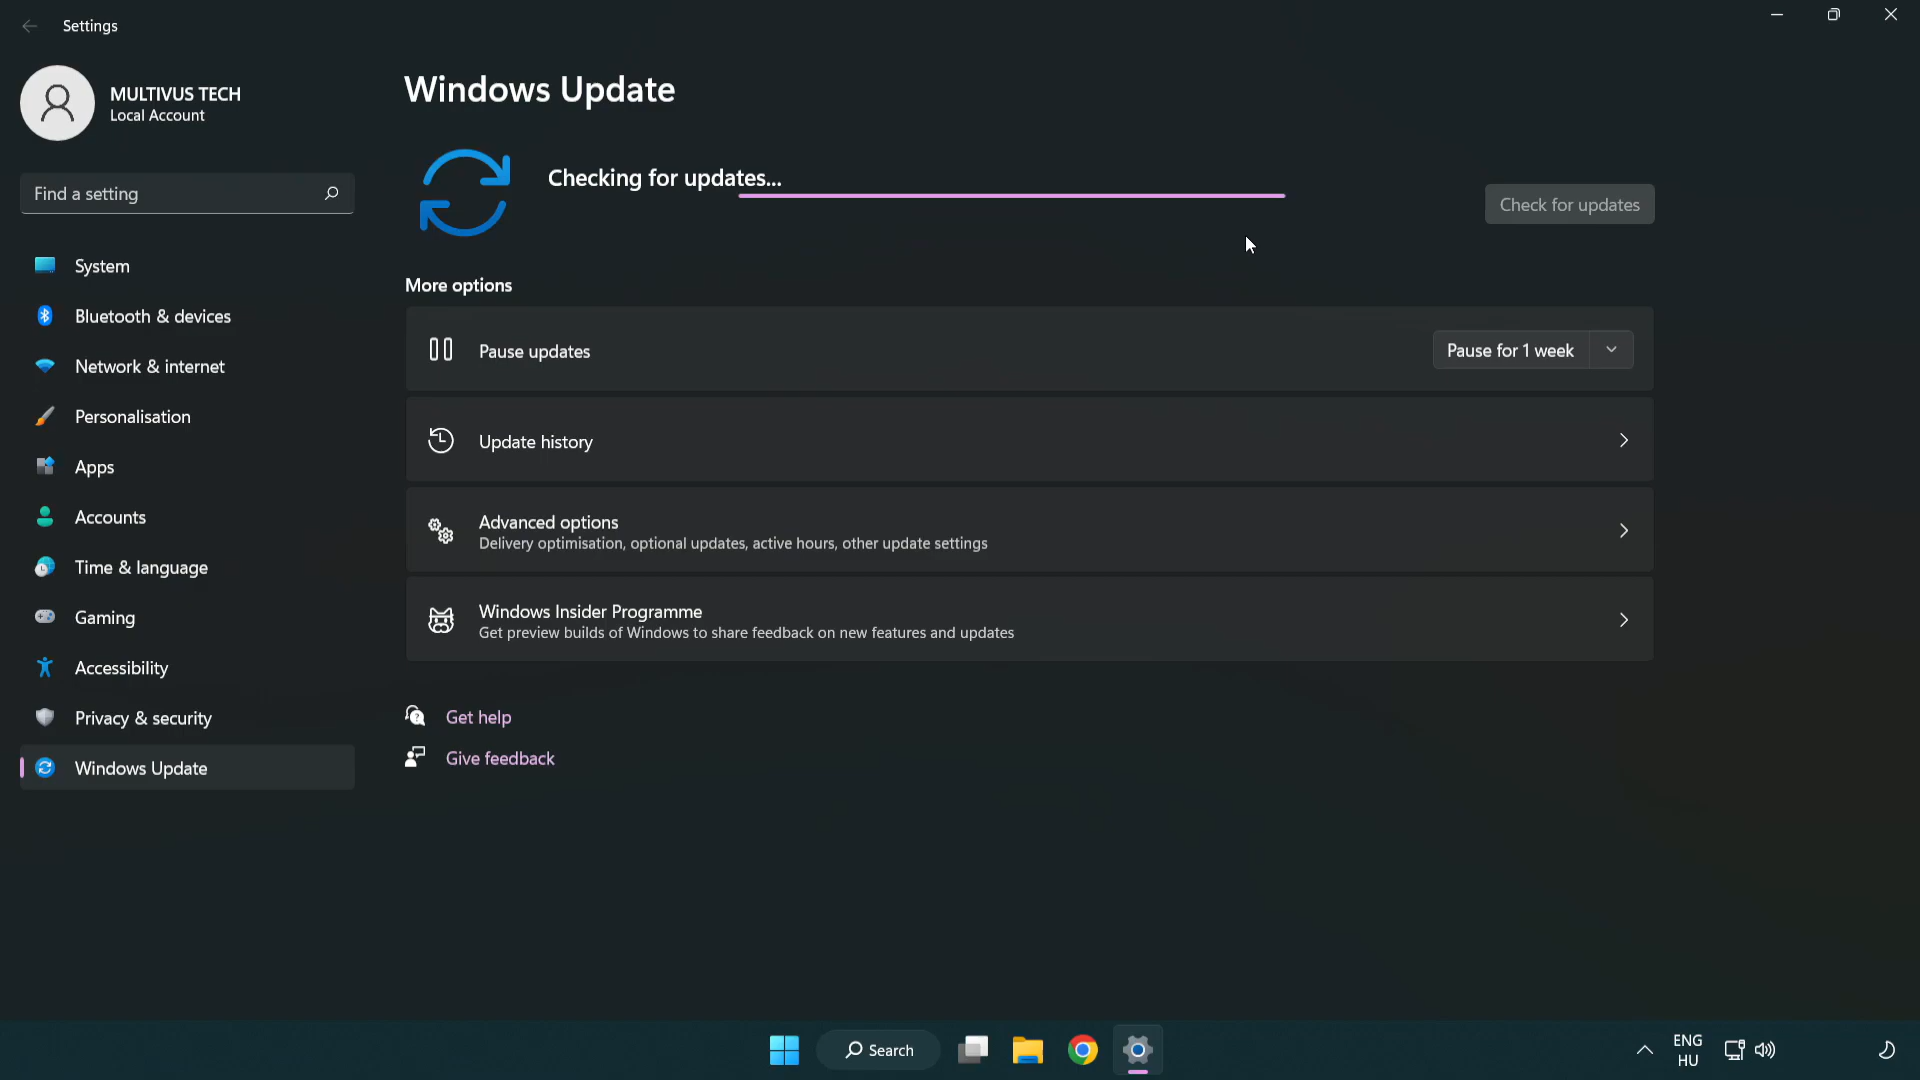 Settings
MULTIVUS TECH
Local Account
Find a setting
System
Bluetooth & devices
Network & internet
Personalisation
Apps
Accounts
Time & language
Gaming
Accessibility
Privacy & security
Windows Update
Windows Update
Checking for updates...
Check for updates
More options
Pause updates
Pause for 1 week
Update history
Advanced options
Delivery optimisation, optional updates, active hours, other update settings
Windows Insider Programme
Get preview builds of Windows to share feedback on new features and updates
Get help
Give feedback
Search
ENG
HU